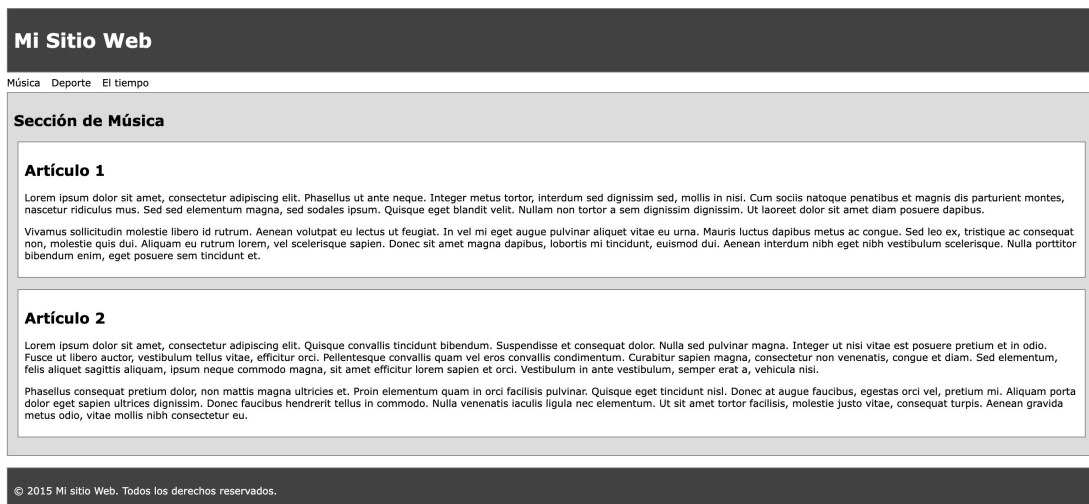 Mi Sitio Web
Música Deporte El tiempo
Sección de Música
Artículo 1
Lorem ipsum dolor sit amet, consectetur adipiscing elit. Phasellus ut ante neque. Integer metus tortor, interdum sed dignissim sed, mollis in nisi. Cum sociis natoque penatibus et magnis dis parturient montes,
nascetur ridiculus mus. Sed sed elementum magna, sed sodales ipsum. Quisque eget blandit velit. Nullam non tortor a sem dignissim dignissim. Ut laoreet dolor sit amet diam posuere dapibus.
Vivamus sollicitudin molestie libero id rutrum. Aenean volutpat eu lectus ut feugiat. In vel mi eget augue pulvinar aliquet vitae eu urna. Mauris luctus dapibus metus ac congue. Sed leo ex, tristique ac consequat
non, molestie quis dui. Aliquam eu rutrum lorem, vel scelerisque sapien. Donec sit amet magna dapibus, lobortis mi tincidunt, euismod dui. Aenean interdum nibh eget nibh vestibulum scelerisque. Nulla porttitor
bibendum enim, eget posuere sem tincidunt et.
Artículo 2
Lorem ipsum dolor sit amet, consectetur adipiscing elit. Quisque convallis tincidunt bibendum. Suspendisse et consequat dolor. Nulla sed pulvinar magna. Integer ut nisi vitae est posuere pretium et in odio.
Fusce ut libero auctor, vestibulum tellus vitae, efficitur orci. Pellentesque convallis quam vel eros convallis condimentum. Curabitur sapien magna, consectetur non venenatis, congue et diam. Sed elementum,
felis aliquet sagittis aliquam, ipsum neque commodo magna, sit amet efficitur lorem sapien et orci. Vestibulum in ante vestibulum, semper erat a, vehicula nisi.
Phasellus consequat pretium dolor, non mattis magna ultricies et. Proin elementum quam in orci facilisis pulvinar. Quisque eget tincidunt nisl. Donec at augue faucibus, egestas orci vel, pretium mi. Aliquam porta
dolor eget sapien ultrices dignissim. Donec faucibus hendrerit tellus in commodo. Nulla venenatis iaculis ligula nec elementum. Ut sit amet tortor facilisis, molestie justo vitae, consequat turpis. Aenean gravida
metus odio, vitae mollis nibh consectetur eu.
© 2015 Mi sitio Web. Todos los derechos reservados.